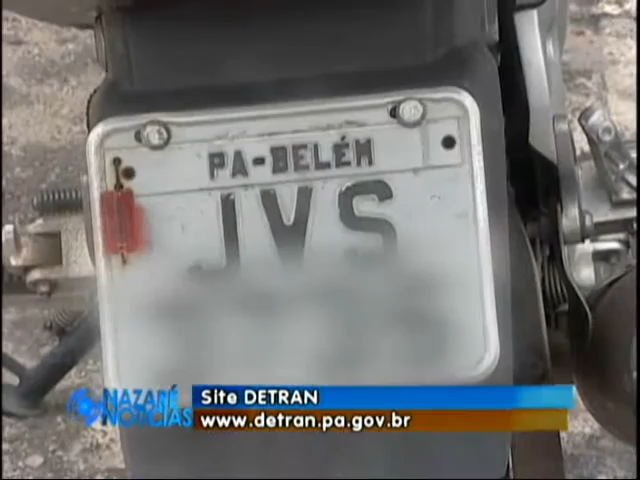 PA-BELÉM
JVS
NAZARÉ
NOTÍCIAS
Site DETRAN
www.detran.pa.gov.br